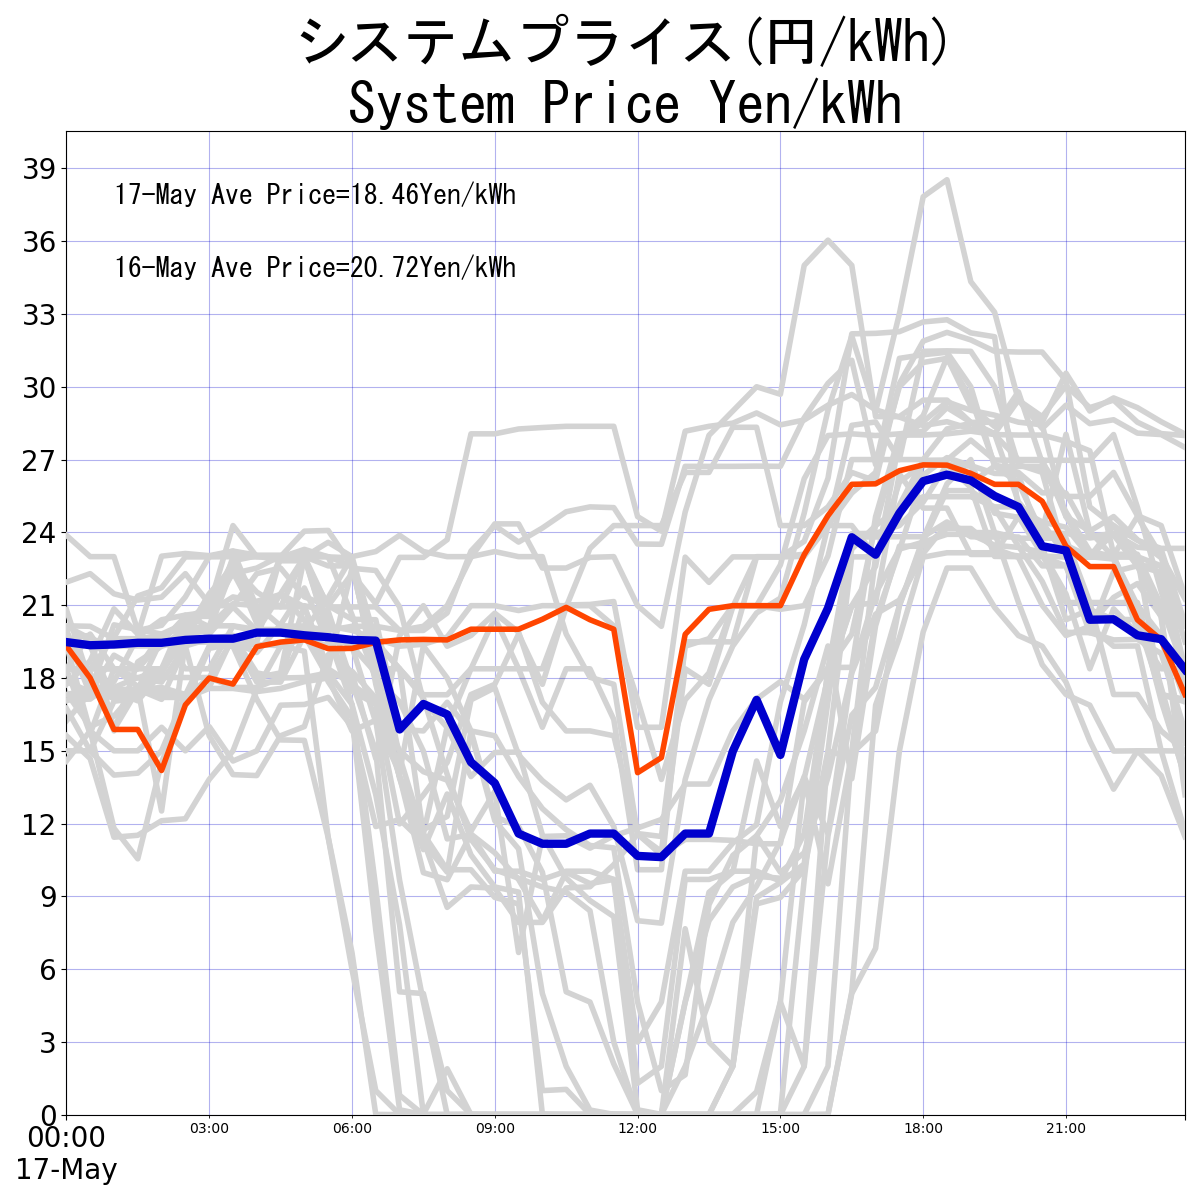 システムプライス(円/kWh)
System Price Yen/kWh
39
17-May Ave Price=18.46Yen/kWh
36
16-May Ave Price=20.72Yen/kWh
33
30
27
24
21
18
15
12
9
6
3
0
00:00 03:00 06:00 09:00 12:00 15:00 18:00 21:00
17-May